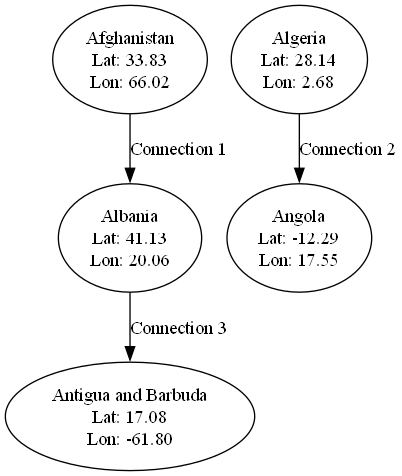 Afghanistan
Lat: 33.83
Lon: 66.02
Algeria
Lat: 28.14
Lon: 2.68
Connection 1
Connection 2
Albania
Lat: 41.13
Lon: 20.06
Angola
Lat: -12.29
Lon: 17.55
Connection 3
Antigua and Barbuda
Lat: 17.08
Lon: -61.80